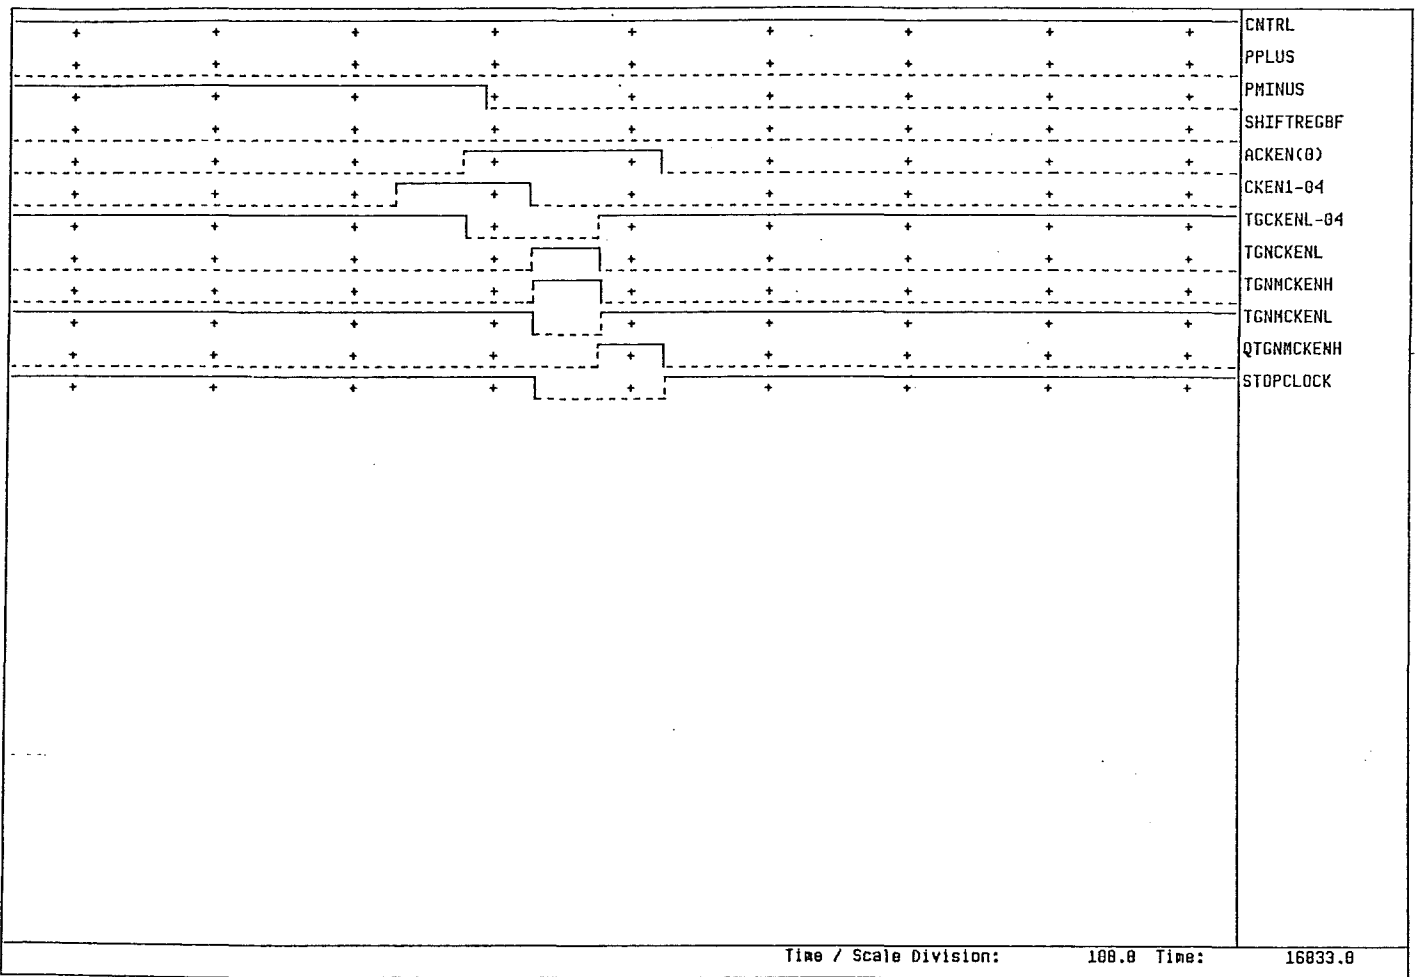 CNTRL
PPLUS
PMINUS
SHIFTREGBF
ACKEN(0)
CKEN1-04
TGCKENL-04
TGNCKENL
TGNMCKENH
TGNMCKENL
QTGNMCKENH
STOPCLOCK
Time / Scale Division: 100.0 Time: 16033.0